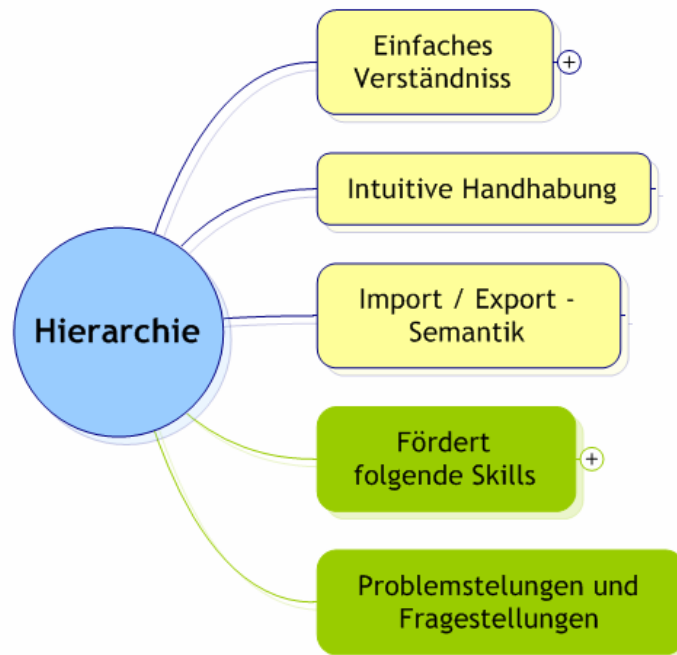 Einfaches
Verständniss
Intuitive Handhabung
Import / Export -
Semantik
Hierarchie
Fördert
folgende Skills
Problemstelungen und
Fragestellungen